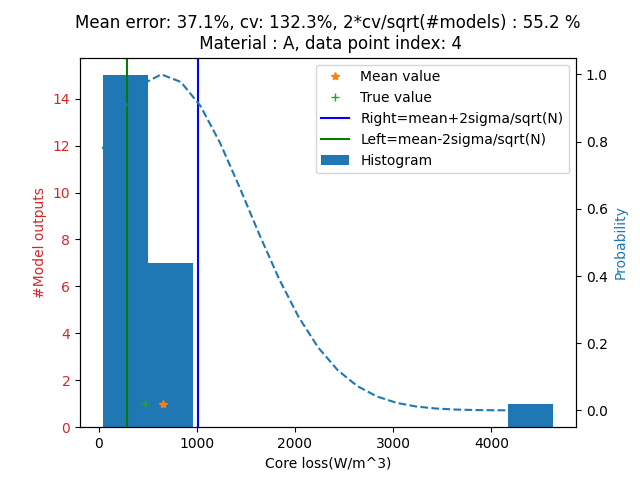 Mean error: 37.1%, cv: 132.3%, 2*cv/sqrt(#models) : 55.2 %
Material : A, data point index: 4
Mean value
True value
Right=mean+2sigma/sqrt(N)
Left=mean-2sigma/sqrt(N)
Histogram
#Model outputs
14
12
10
8
6
4
2
0
1.0
0.8
0.6
0.4
0.2
0.0
Probability
0 1000 2000 3000 4000
Core loss(W/m^3)